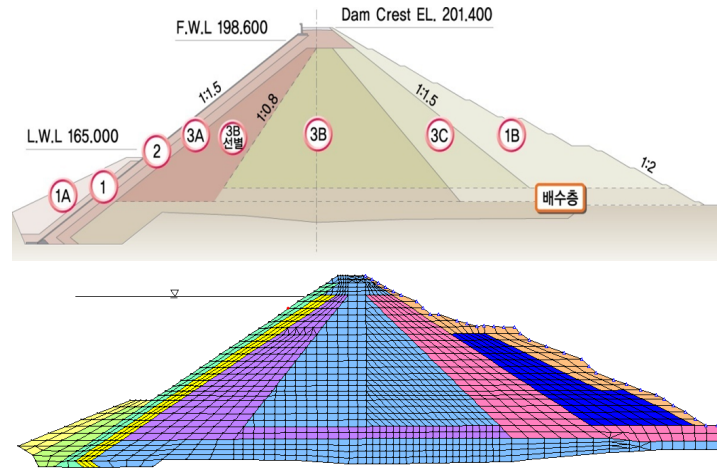 Dam Crest EL. 201.400
F.W.L 198.600
1:1.5
1:0.8
1:1.5
L.W.L 165.000
2
3A
3B
선별
3B
3C
1B
1:2
1A
1
배수층